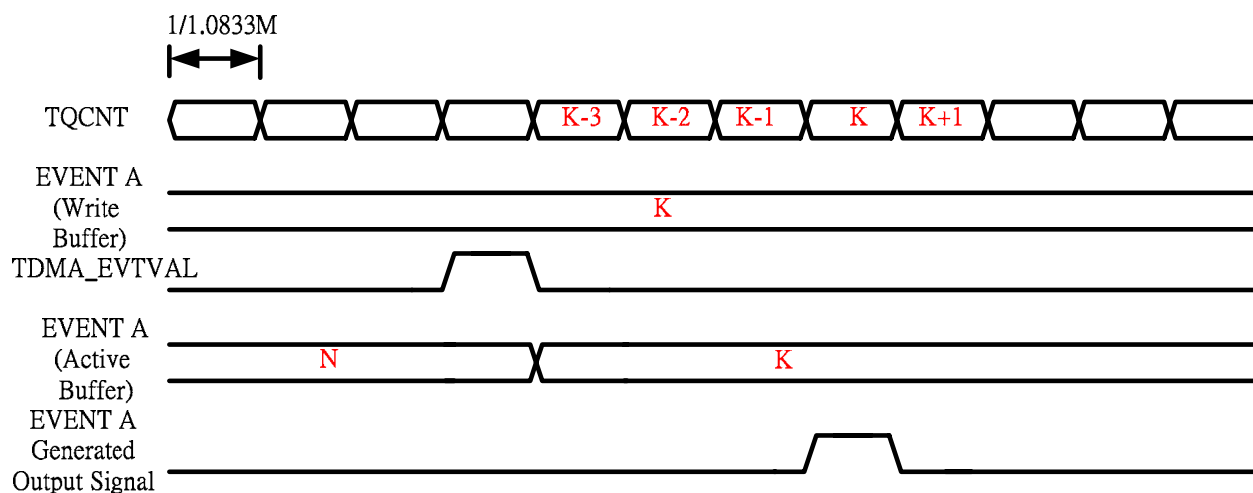 1/1.0833M
TQCNT
K-3
K-2
K-1
K
K+1
EVENT A
(Write
Buffer)
K
TDMA_EVTVAL
EVENT A
(Active
Buffer)
N
K
EVENT A
Generated
Output Signal